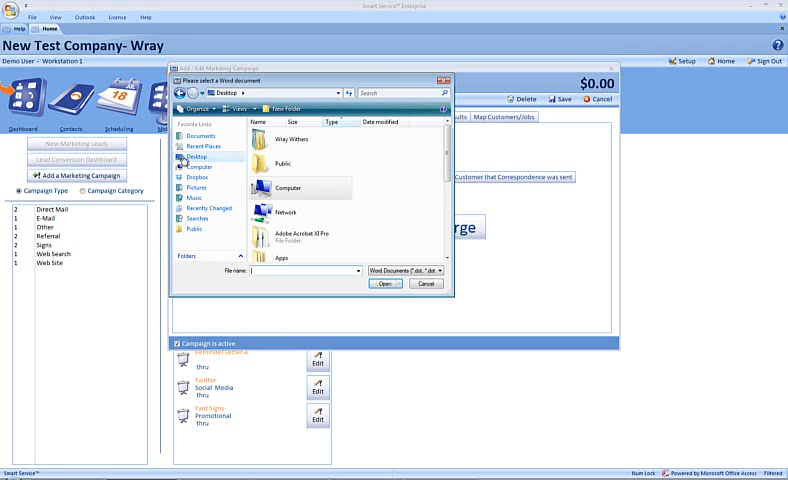 Smart Service™ Enterprise
File View Outlook License Help
Help Home
New Test Company- Wray
Demo User - Workstation 1
Setup Home Sign Out
Dashboard Contacts Scheduling
New Marketing Leads
Lead Conversion Dashboard
Add a Marketing Campaign
Campaign Type Campaign Category
2 Direct Mail
1 E-Mail
1 Other
2 Referral
2 Signs
1 Web Search
1 Web Site
Add / Edit Marketing Campaign
$0.00
Delete Save Cancel
Map Customers/Jobs
Customer that Correspondence was sent
rge
Please select a Word document
Desktop
Search
Organize Views New Folder
Favorite Links
Documents
Recent Places
Desktop
Computer
Dropbox
Pictures
Music
Recently Changed
Searches
Public
Folders
Name Size Type Date modified
Wray Withers
Public
Computer
Network
Adobe Acrobat XI Pro
File Folder
Apps
File name:
Word Documents (*.dot, *.dot
Open Cancel
Campaign is active
Reminder Letter A
thru
Edit
Twitter
Social Media
thru
Edit
Yard Signs
Promotional
thru
Edit
Smart Service™
Num Lock Powered by Microsoft Office Access Filtered